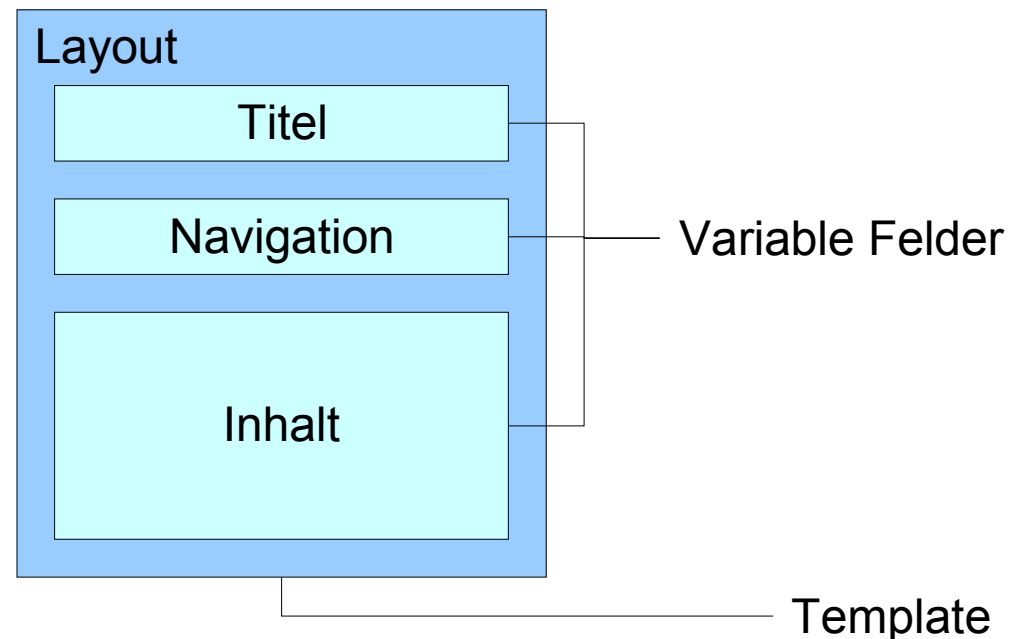 Layout
Titel
Navigation
Variable Felder
Inhalt
Template